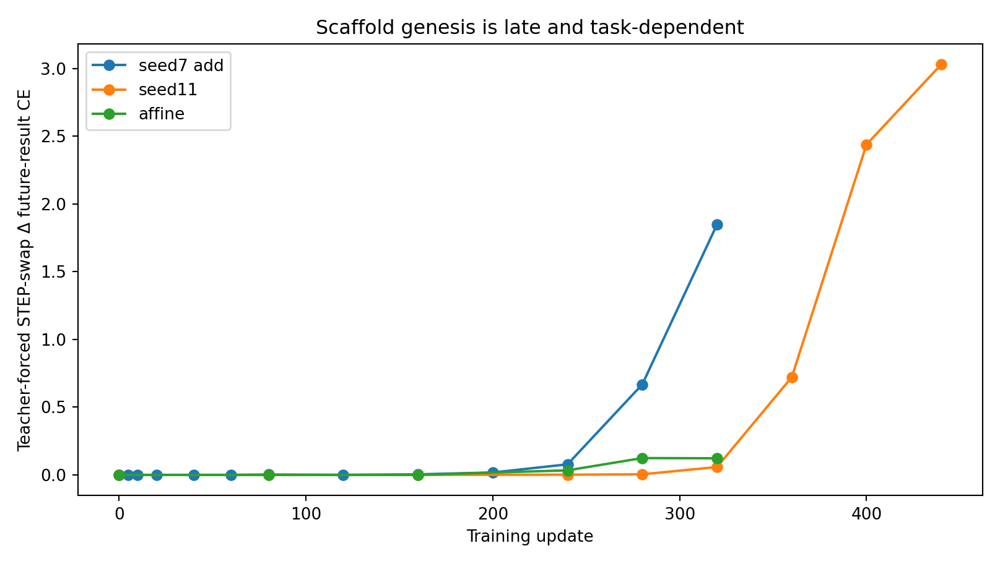 Scaffold genesis is late and task-dependent
seed7 add
seed11
affine
Teacher-forced STEP-swap Δ future-result CE
3.0
2.5
2.0
1.5
1.0
0.5
0.0
0 100 200 300 400
Training update